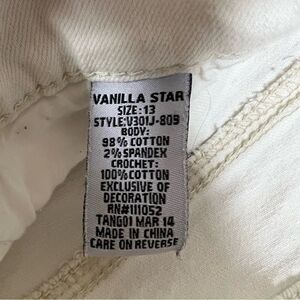 VANILLA STAR
SIZE:13
STYLE:V301J-809
BODY:
98% COTTON
2% SPANDEX
CROCHET:
100%COTTON
EXCLUSIVE OF
DECORATION
RN#111052
TANG01 MAR 14
MADE IN CHINA
CARE ON REVERSE